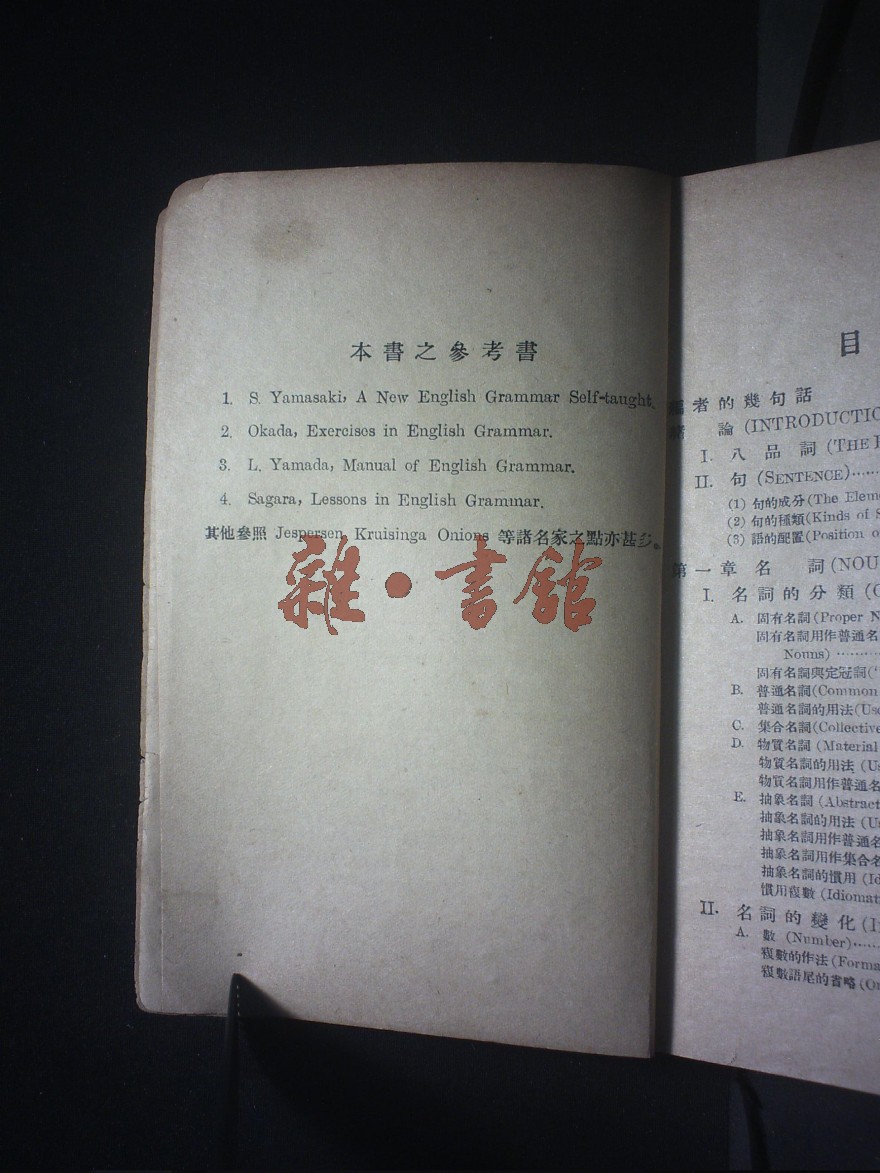 本書之參考書
1. S. Yamasaki, A New English Grammar Self-taught.
2. Okada, Exercises in English Grammar.
3. L. Yamada, Manual of English Grammar.
4. Sagara, Lessons in English Grammar.
其他參照 Jespersen, Kruisinga Onions 等諸名家之點亦甚多。
雜·書館
目
編者的幾句話
論 (INTRODUCTIO
I. 八品詞 (THE
II. 句 (SENTENCE)······
(1) 句的成分 (The Elem
(2) 句的種類 (Kinds of S
(3) 語的配置 (Position o
第一章 名詞 (NOU
I. 名詞的分類 (
A. 固有名詞 (Proper N
固有名詞用作普通名
Nouns) ··········
固有名詞與定冠詞 ('
B. 普通名詞 (Common
普通名詞的用法 (Us
C. 集合名詞 (Collective
D. 物質名詞 (Material
物質名詞的用法 (U
物質名詞用作普通名
E. 抽象名詞 (Abstract
抽象名詞的用法 (Us
抽象名詞用作普通名
抽象名詞用作集合名
抽象名詞的慣用 (Id
慣用複數 (Idiomat
II. 名詞的變化 (I
A. 數 (Number)······
複數的作法 (Forma
複數語尾的省略 (O